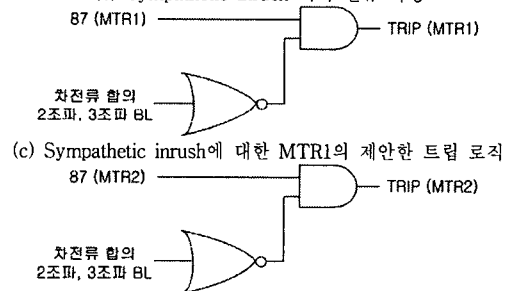 87 (MTR1)
TRIP (MTR1)
차전류 합의
2조파, 3조파 BL
(c) Sympathetic inrush에 대한 MTR1의 제안한 트립 로직
87 (MTR2)
TRIP (MTR2)
차전류 합의
2조파, 3조파 BL